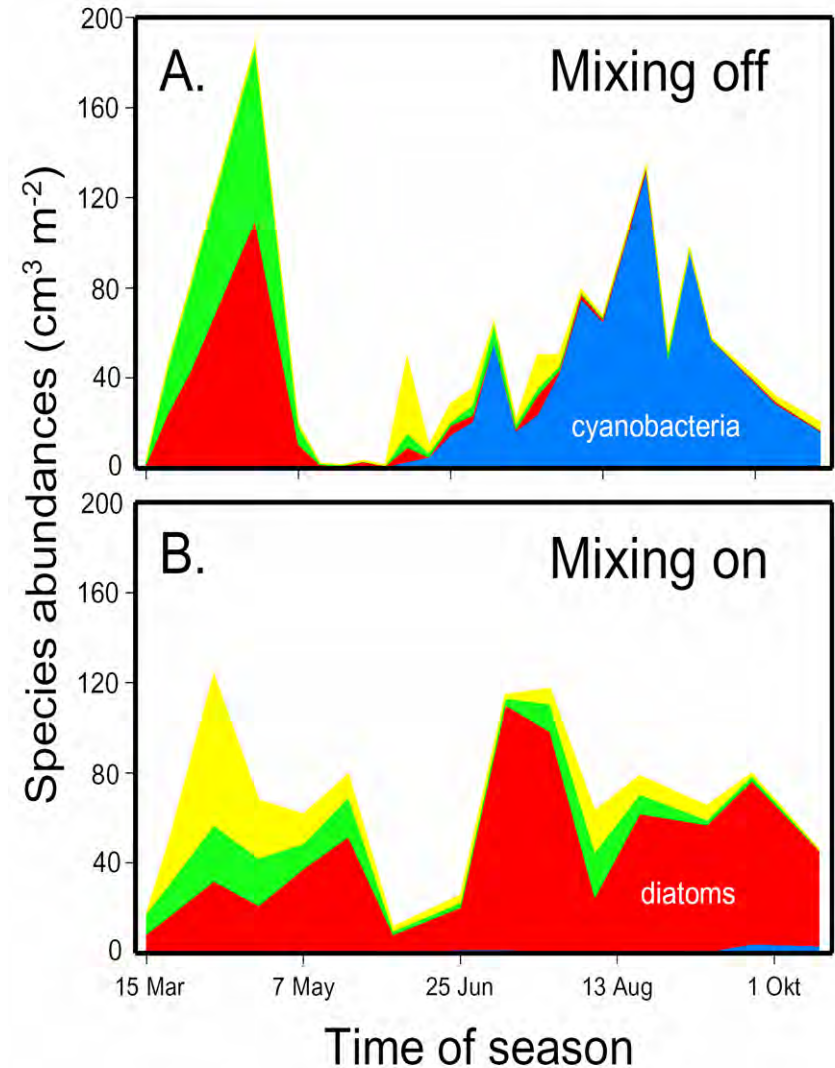 Species abundances (cm³ m⁻²)
200
160
120
80
40
0
A.
Mixing off
cyanobacteria
200
160
120
80
40
0
B.
Mixing on
diatoms
15 Mar
7 May
25 Jun
13 Aug
1 Okt
Time of season